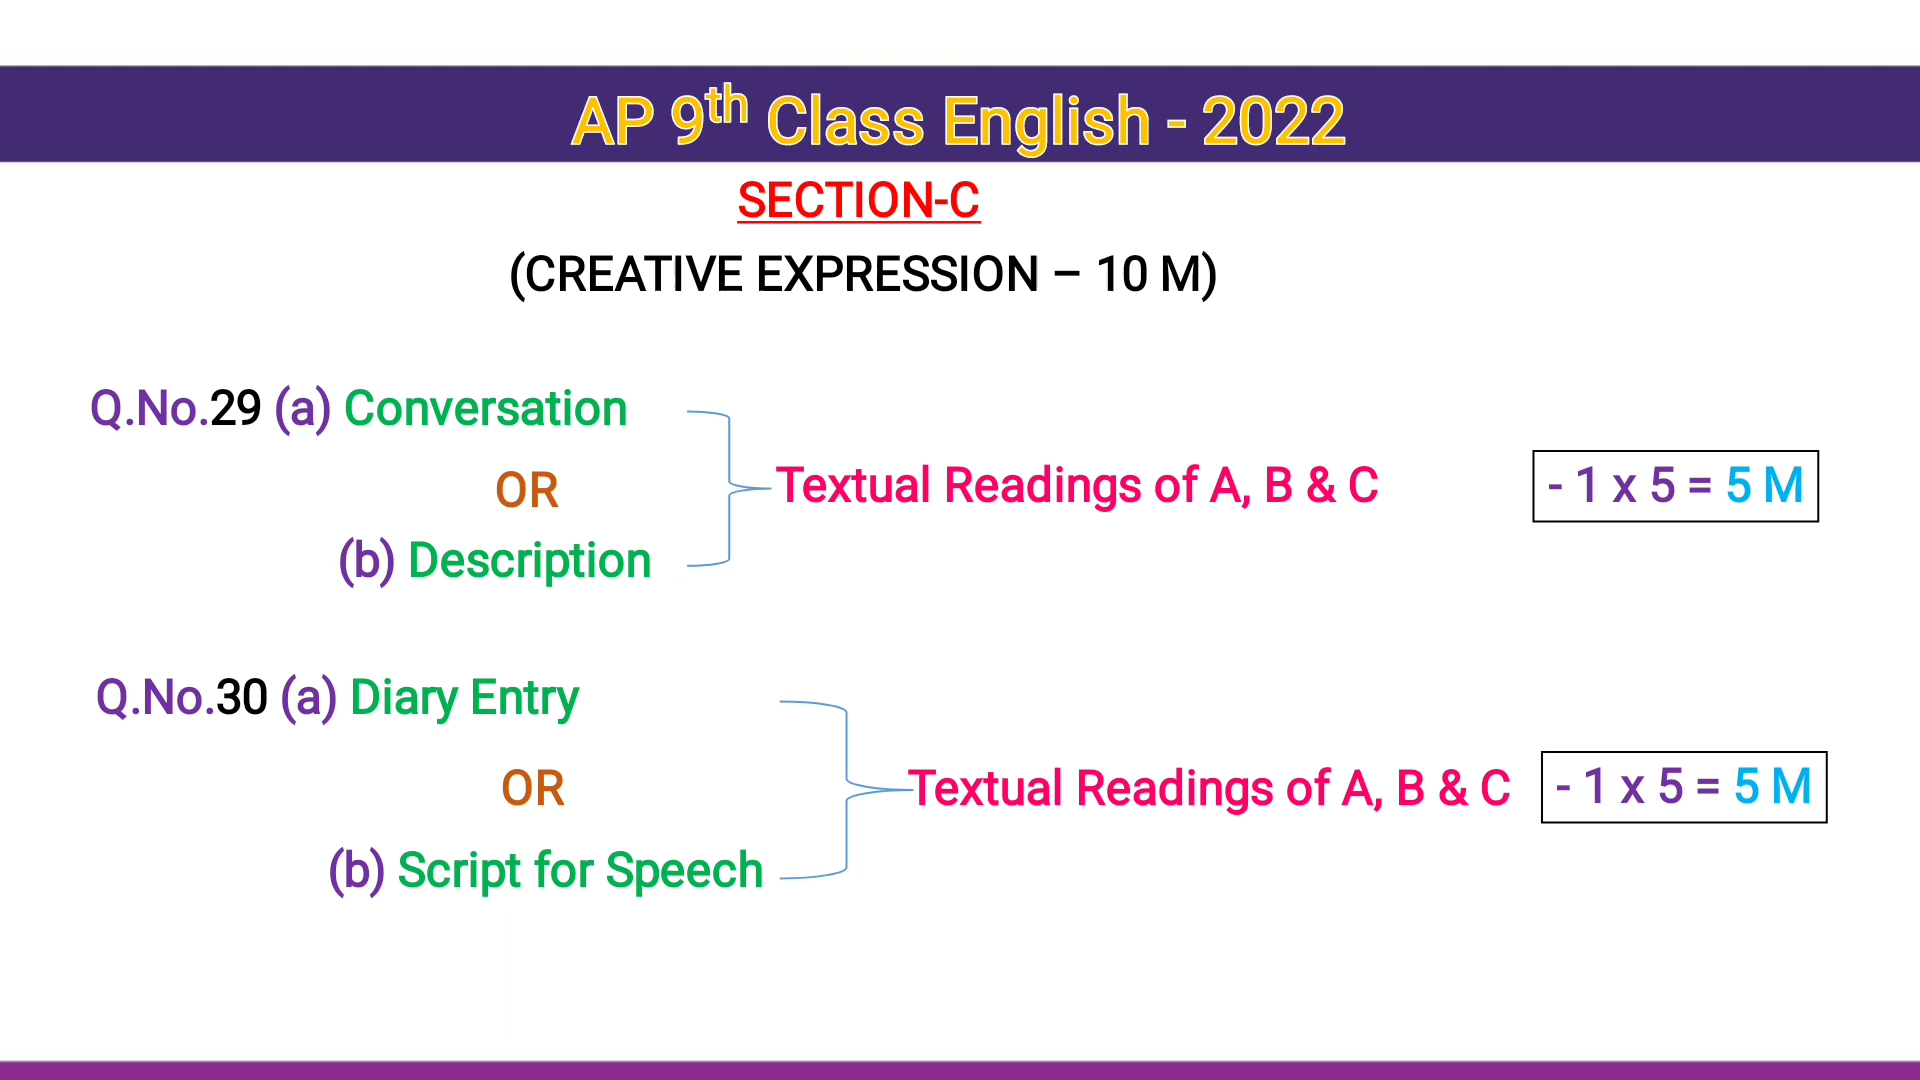 AP 9th Class English - 2022
SECTION-C
(CREATIVE EXPRESSION – 10 M)
Q.No.29 (a) Conversation
OR
Textual Readings of A, B & C - 1 x 5 = 5 M
(b) Description
Q.No.30 (a) Diary Entry
OR
Textual Readings of A, B & C - 1 x 5 = 5 M
(b) Script for Speech